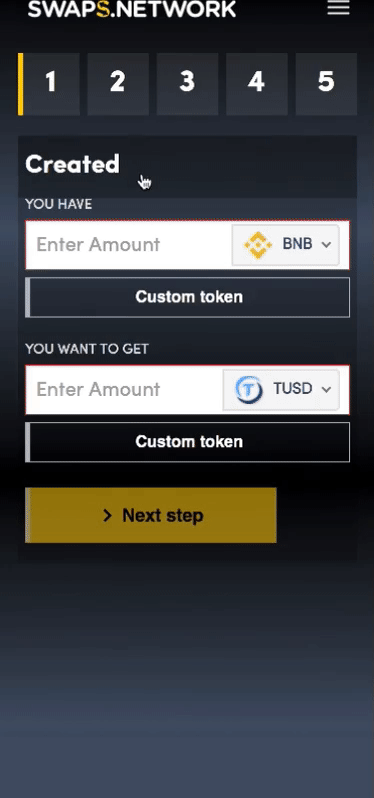 SWAPS.NETWORK
1 2 3 4 5
Created
YOU HAVE
Enter Amount BNB
Custom token
YOU WANT TO GET
Enter Amount TUSD
Custom token
Next step